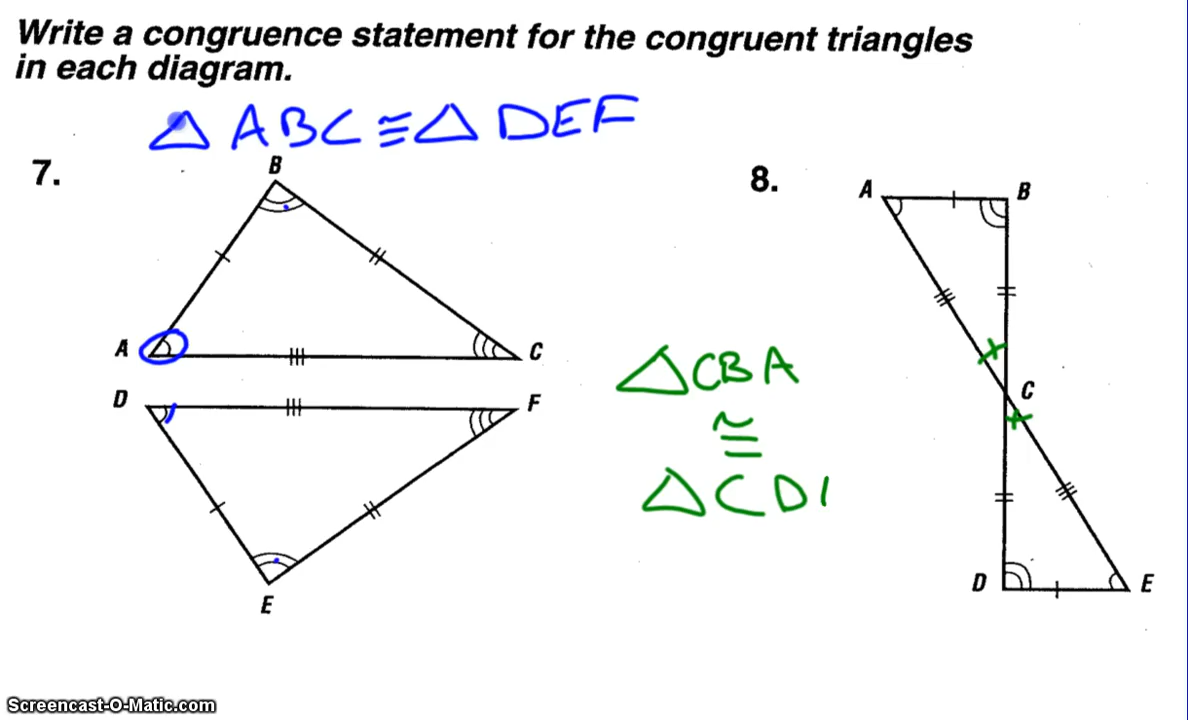 Write a congruence statement for the congruent triangles
in each diagram.
△ ABC ≅ △ DEF
7.
B
A
C
D
F
E
8.
A
B
C
D
E
△CBA
≅
△CD
Screencast-O-Matic.com